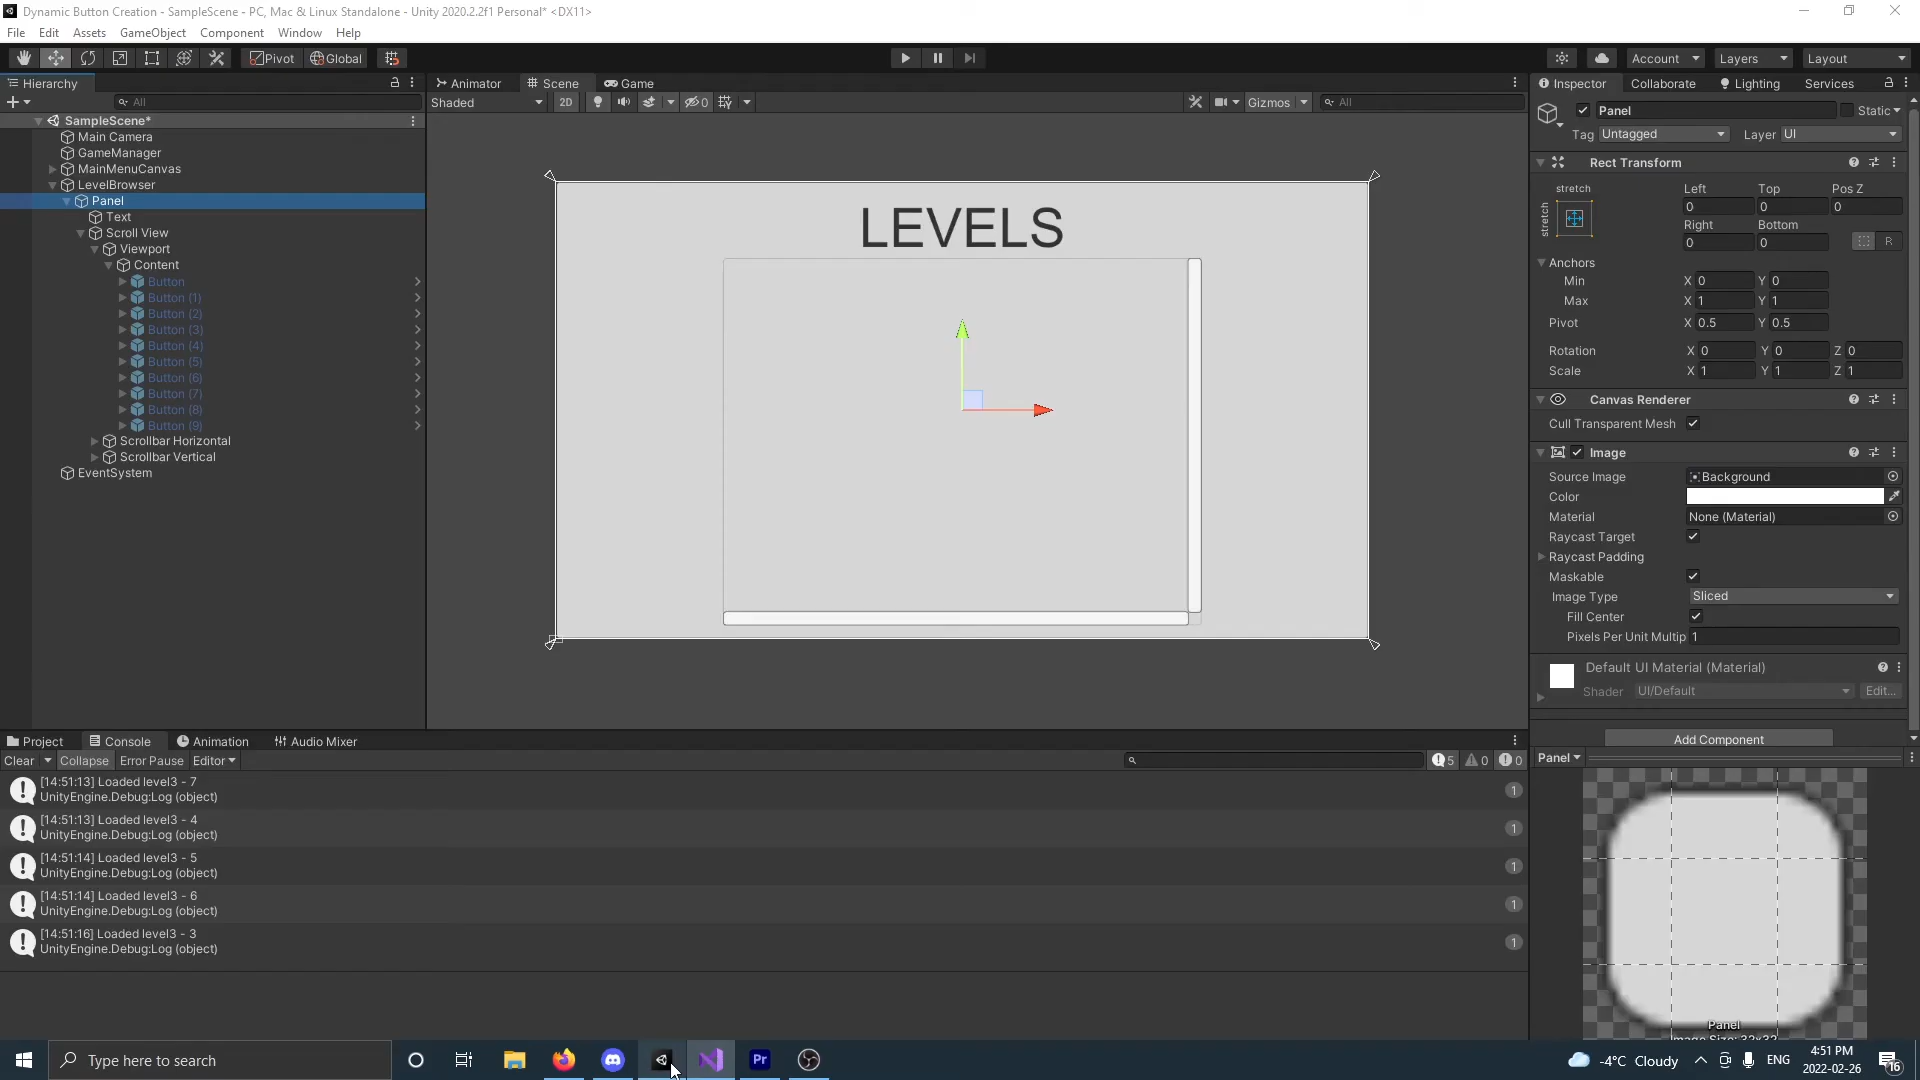 Dynamic Button Creation - SampleScene - PC, Mac & Linux Standalone - Unity 2020.2.2f1 Personal* <DX11>
File Edit Assets GameObject Component Window Help
Pivot Global Account Layers Layout
Hierarchy
All
SampleScene*
Main Camera
GameManager
MainMenuCanvas
LevelBrowser
Panel
Text
Scroll View
Viewport
Content
Button
Button (1)
Button (2)
Button (3)
Button (4)
Button (5)
Button (6)
Button (7)
Button (8)
Button (9)
Scrollbar Horizontal
Scrollbar Vertical
EventSystem
Animator Scene Game
Shaded 2D 0 Gizmos All
LEVELS
Inspector Collaborate Lighting Services
Panel Static
Tag Untagged Layer UI
Rect Transform
stretch Left Top Pos Z
stretch 0 0 0
Right Bottom
0 0 R
Anchors
Min X 0 Y 0
Max X 1 Y 1
Pivot X 0.5 Y 0.5
Rotation X 0 Y 0 Z 0
Scale X 1 Y 1 Z 1
Canvas Renderer
Cull Transparent Mesh
Image
Source Image Background
Color
Material None (Material)
Raycast Target
Raycast Padding
Maskable
Image Type Sliced
Fill Center
Pixels Per Unit Multip 1
Default UI Material (Material)
Shader UI/Default Edit...
Add Component
Panel
Panel
Image Size: 32x32
Project Console Animation Audio Mixer
Clear Collapse Error Pause Editor 5 0 0
[14:51:13] Loaded level3 - 7
UnityEngine.Debug:Log (object)
1
[14:51:13] Loaded level3 - 4
UnityEngine.Debug:Log (object)
1
[14:51:14] Loaded level3 - 5
UnityEngine.Debug:Log (object)
1
[14:51:14] Loaded level3 - 6
UnityEngine.Debug:Log (object)
1
[14:51:16] Loaded level3 - 3
UnityEngine.Debug:Log (object)
1
Type here to search
Pr
-4°C Cloudy
ENG
4:51 PM
2022-02-26
16